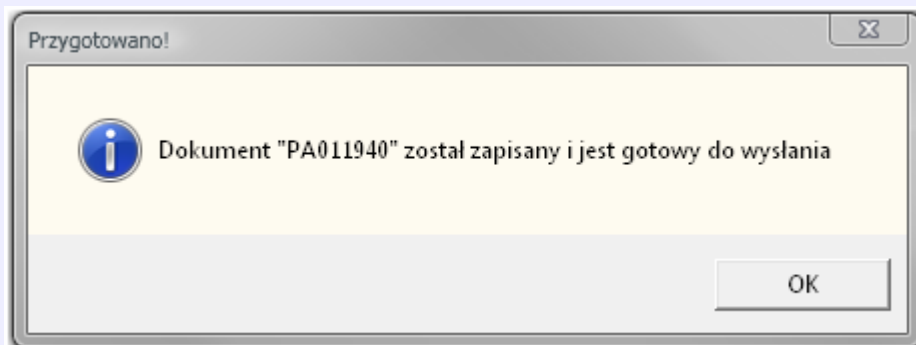 Przygotowano!
Dokument "PA011940" został zapisany i jest gotowy do wysłania
OK